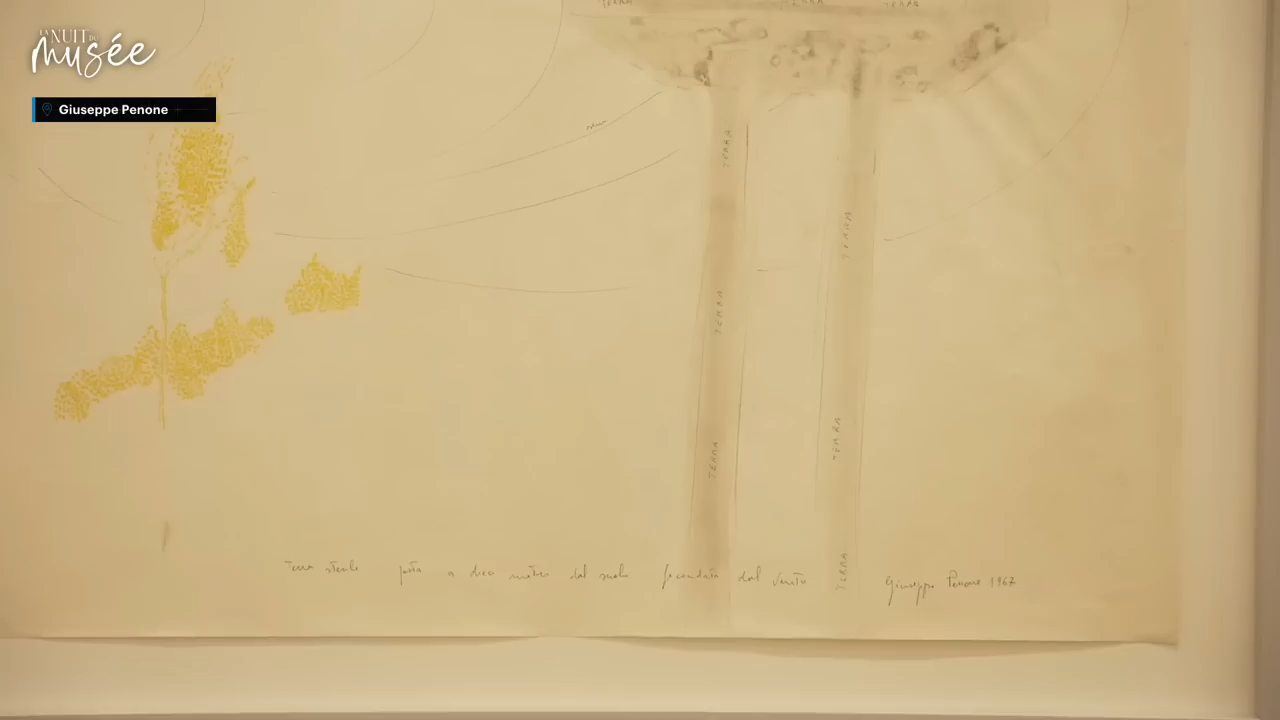 LA NUIT DU
musée
Giuseppe Penone
TERRA TERRA TERRA
TERRA
TERRA
TERRA
TERRA
TERRA
TERRA
Terra sterile posta a dieci metri dal suolo fecondata dal vento
Giuseppe Penone 1967